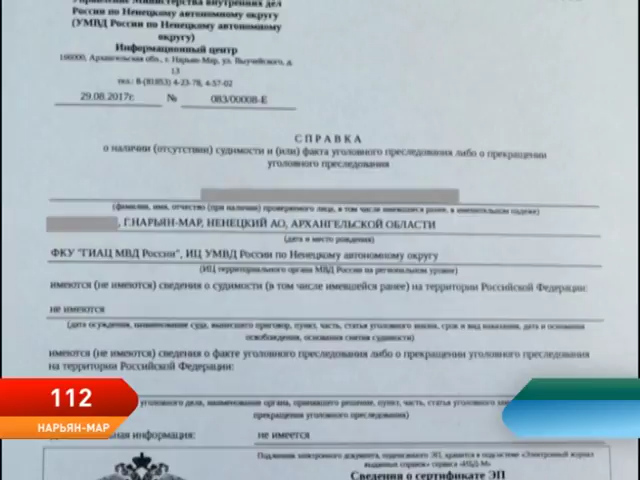 Управление Министерства внутренних дел
России по Ненецкому автономному округу
(УМВД России по Ненецкому автономному
округу)
Информационный центр
166000, Архангельская обл., г. Нарьян-Мар, ул. Выучейского, д.
13
тел.: 8-(81853) 4-23-78, 4-57-02
29.08.2017г. № 083/00008-Е
СПРАВКА
о наличии (отсутствии) судимости и (или) факта уголовного преследования либо о прекращении
уголовного преследования
(фамилия, имя, отчество (при наличии) проверяемого лица, в том числе имевшиеся ранее, в именительном падеже)
, Г.НАРЬЯН-МАР, НЕНЕЦКИЙ АО, АРХАНГЕЛЬСКОЙ ОБЛАСТИ
(дата и место рождения)
ФКУ "ГИАЦ МВД России", ИЦ УМВД России по Ненецкому автономному округу
(ИЦ территориального органа МВД России на региональном уровне)
имеются (не имеются) сведения о судимости (в том числе имевшейся ранее) на территории Российской Федерации:
не имеются
(дата осуждения, наименование суда, вынесшего приговор, пункт, часть, статья уголовного закона, срок и вид наказания, дата и основания
освобождения, основания снятия судимости)
имеются (не имеются) сведения о факте уголовного преследования либо о прекращении уголовного преследования
на территории Российской Федерации:
уголовного дела, наименование органа, принявшего решение, пункт, часть, статья уголовного
прекращения уголовного преследования)
информация: не имеется
112
НАРЬЯН-МАР
Подлинник электронного документа, подписанного ЭП, хранится в подсистеме «Электронный журнал
выданных справок» сервиса «ИБД-М»
Сведения о сертификате ЭП